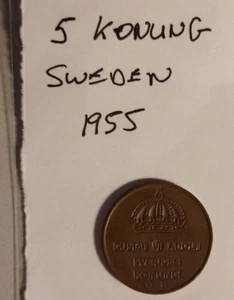 5 KONUNG
SWEDEN
1955
GUSTAF VI ADOLF
SVERIGES
KONUNG